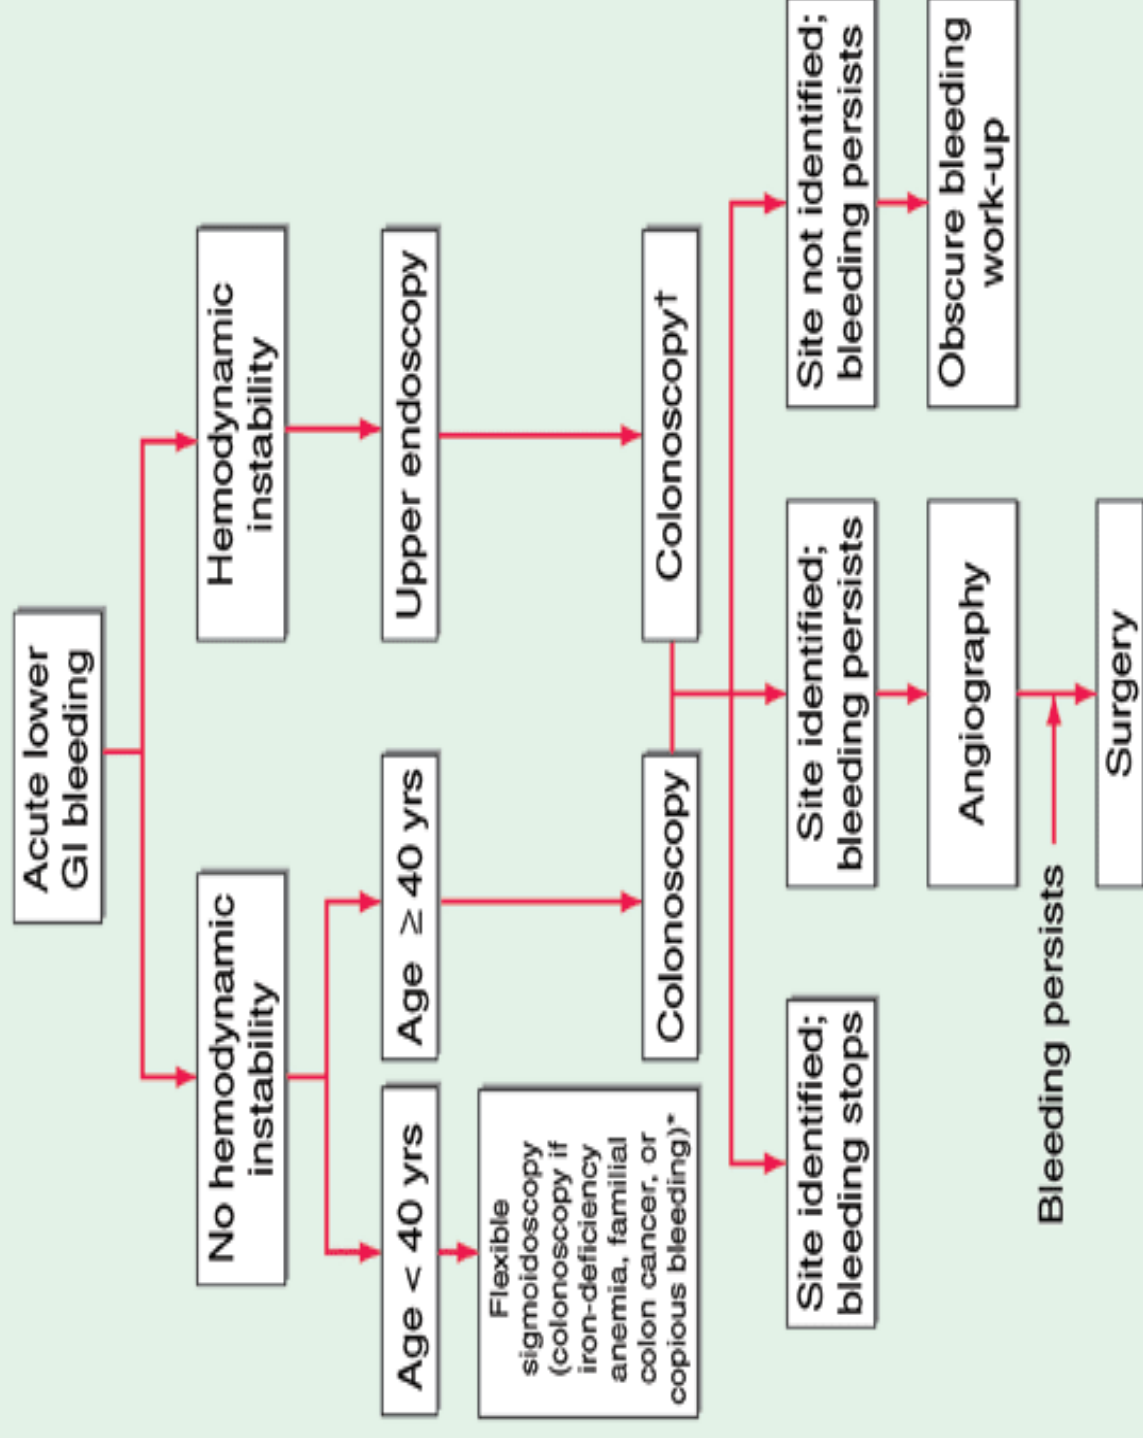 Acute lower
GI bleeding
No hemodynamic
instability
Hemodynamic
instability
Age < 40 yrs
Age ≥ 40 yrs
Upper endoscopy
Flexible
sigmoidoscopy
(colonoscopy if
iron-deficiency
anemia, familial
colon cancer, or
copious bleeding)*
Colonoscopy
Colonoscopy†
Site identified;
bleeding stops
Site identified;
bleeding persists
Site not identified;
bleeding persists
Angiography
Obscure bleeding
work-up
Bleeding persists
Surgery